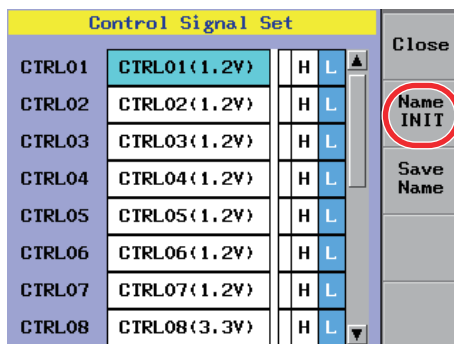 Control Signal Set
Close
CTRL01 CTRL01(1.2V) H L
CTRL02 CTRL02(1.2V) H L
Name
INIT
CTRL03 CTRL03(1.2V) H L
CTRL04 CTRL04(1.2V) H L
Save
Name
CTRL05 CTRL05(1.2V) H L
CTRL06 CTRL06(1.2V) H L
CTRL07 CTRL07(1.2V) H L
CTRL08 CTRL08(3.3V) H L